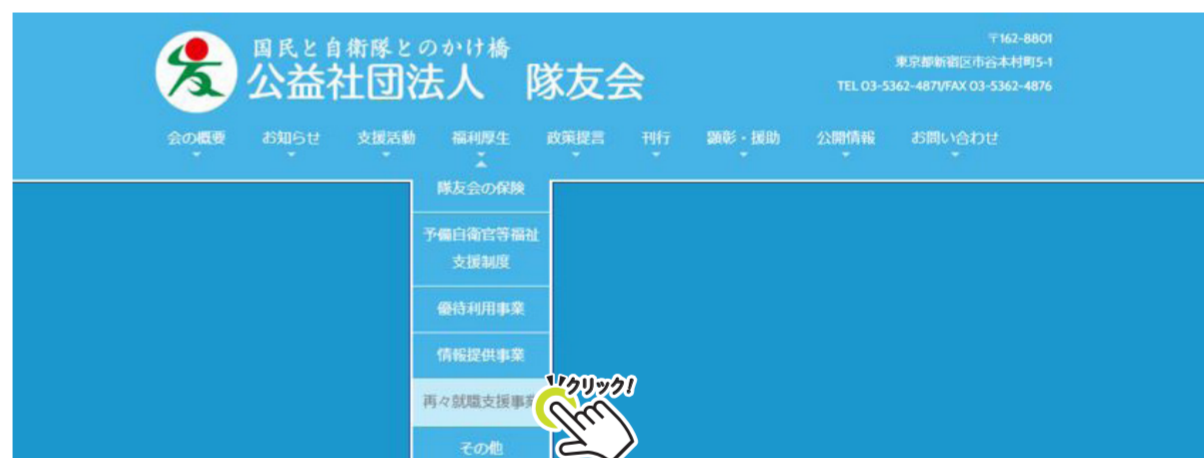 友
国民と自衛隊とのかけ橋
公益社団法人　隊友会
〒162-8801
東京都新宿区市谷本村町5-1
TEL 03-5362-4871/FAX 03-5362-4876
会の概要 お知らせ 支援活動 福利厚生 政策提言 刊行 顕彰・援助 公開情報 お問い合わせ
隊友会の保険
予備自衛官等福祉
支援制度
優待利用事業
情報提供事業
再々就職支援事業
クリック!
その他